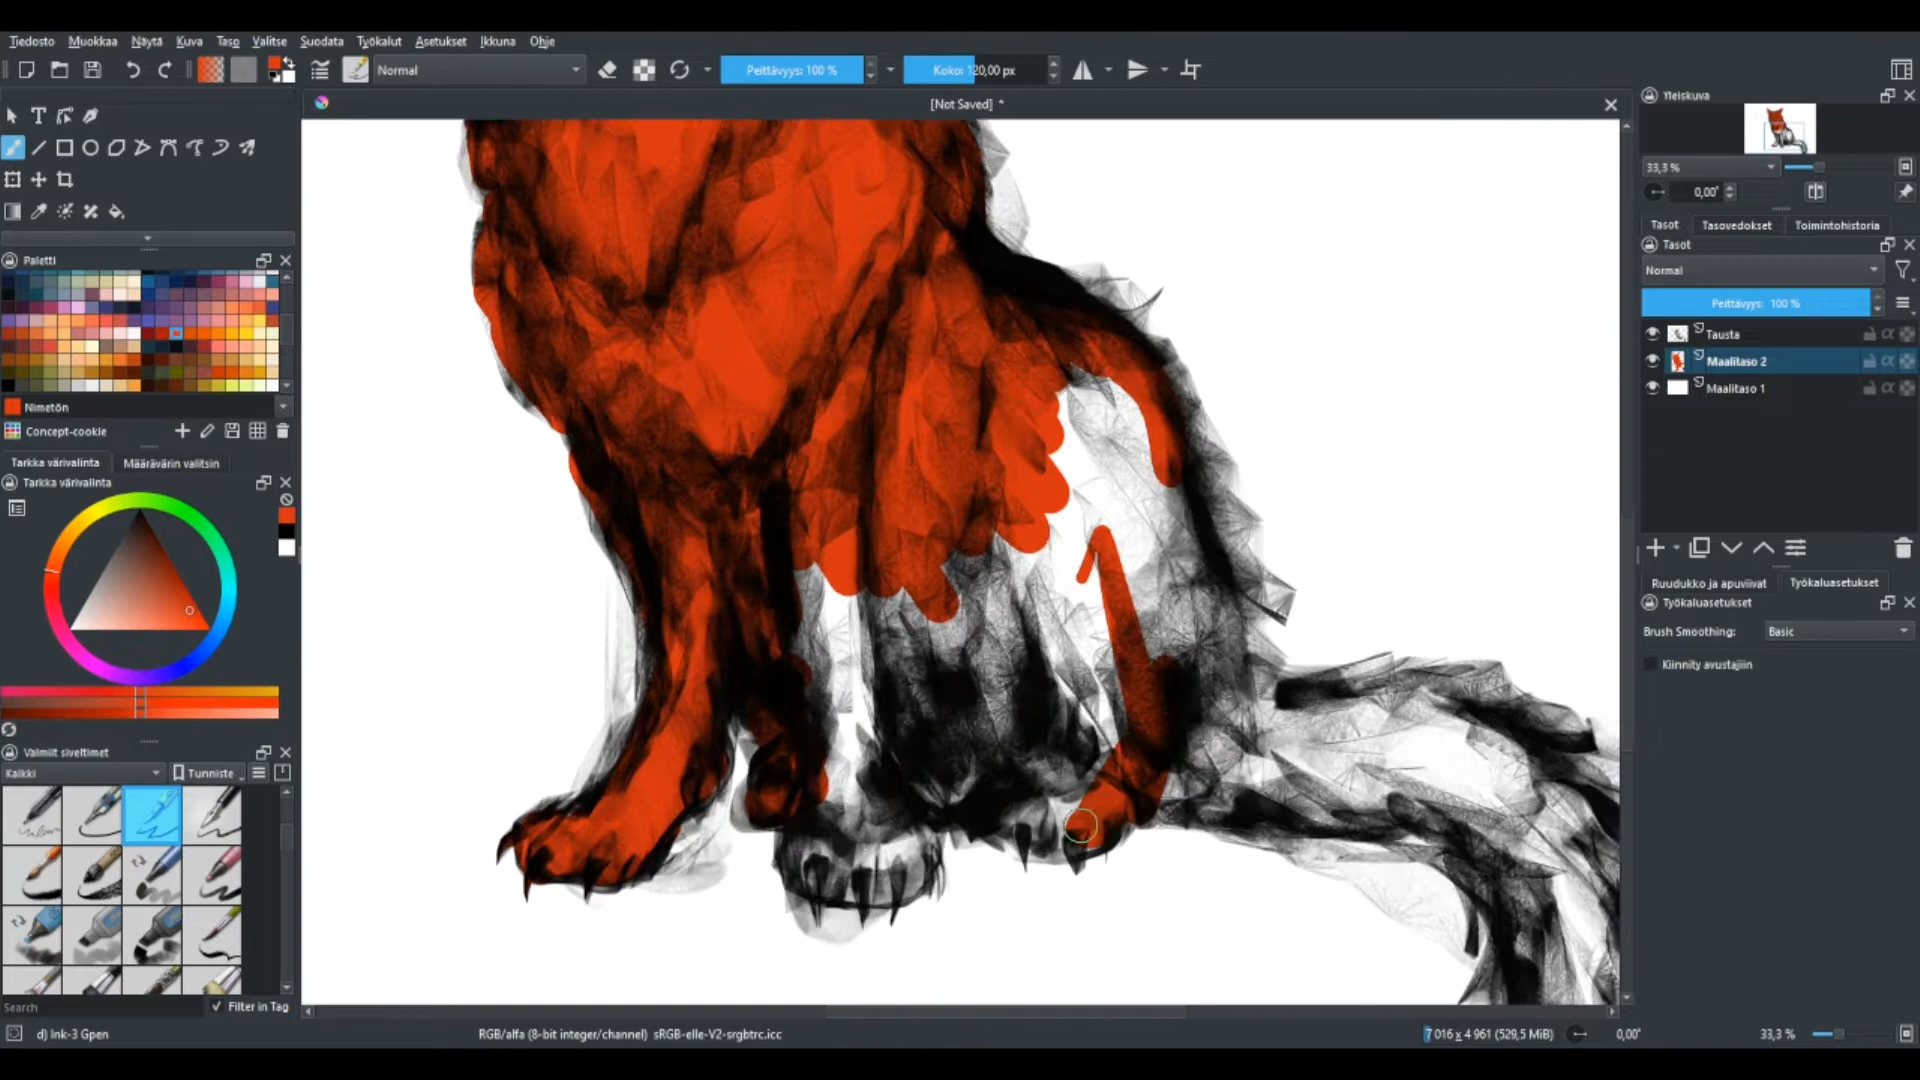 Tiedosto Muokkaa Näytä Kuva Taso Valitse Suodata Työkalut Asetukset Ikkuna Ohje
Normal Peittävyys: 100 % Koko: 120,00 px
[Not Saved] *
Yleiskuva
33,3 %
0,00°
Tasot Tasovedokset Toimintohistoria
Tasot
Normal
Peittävyys: 100 %
Tausta
Maalitaso 2
Maalitaso 1
Ruudukko ja apuviivat Työkaluasetukset
Työkaluasetukset
Brush Smoothing: Basic
Kiinnity avustajiin
Paletti
Nimetön
Concept-cookie
Tarkka värivalinta Määrävärin valitsin
Tarkka värivalinta
Valmiit siveltimet
Kaikki Tunniste
Search Filter in Tag
d) Ink-3 Gpen RGB/alfa (8-bit integer/channel) sRGB-elle-V2-srgbtrc.icc 7 016 x 4 961 (529,5 MiB) 0,00° 33,3 %